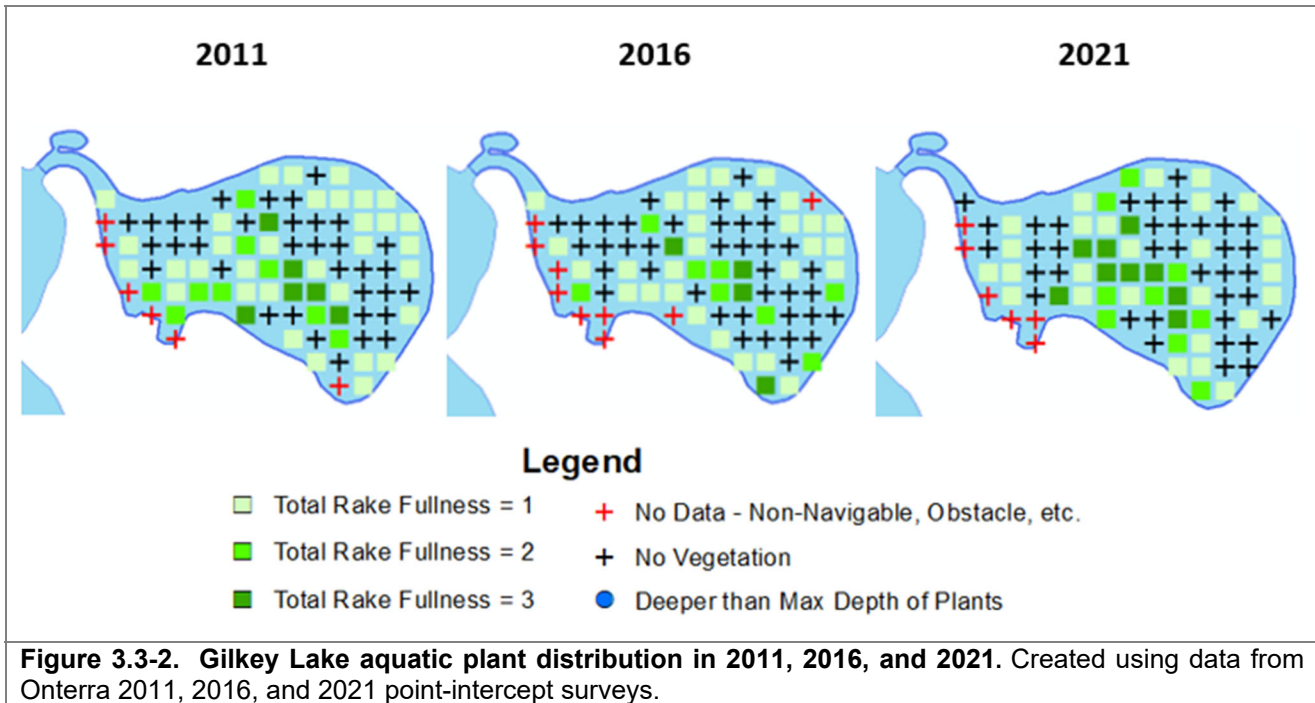 2011 2016 2021
Legend
Total Rake Fullness = 1
Total Rake Fullness = 2
Total Rake Fullness = 3
No Data - Non-Navigable, Obstacle, etc.
No Vegetation
Deeper than Max Depth of Plants
Figure 3.3-2. Gilkey Lake aquatic plant distribution in 2011, 2016, and 2021. Created using data from
Onterra 2011, 2016, and 2021 point-intercept surveys.